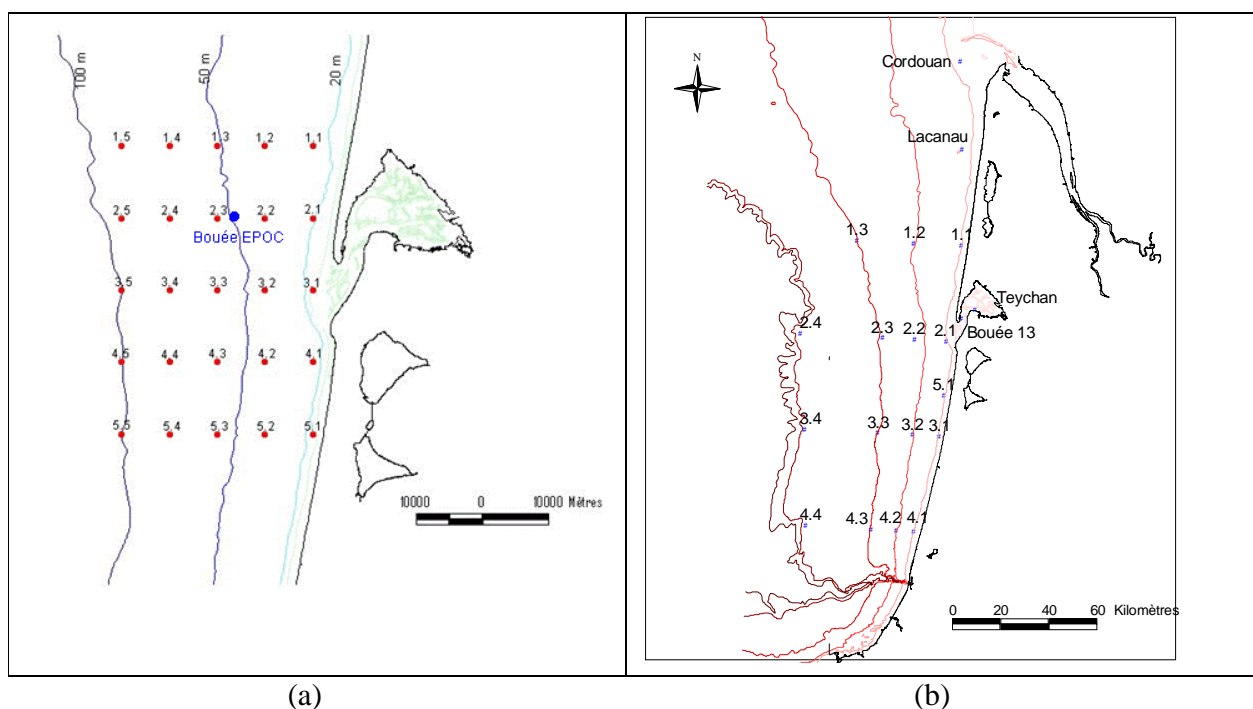 100 m
50 m
20 m
1,5 1,4 1,3 1,2 1,1
2,5 2,4 2,3 2,2 2,1
Bouée EPOC
3,5 3,4 3,3 3,2 3,1
4,5 4,4 4,3 4,2 4,1
5,5 5,4 5,3 5,2 5,1
10000 0 10000 Mètres
(a)
N
Cordouan
Lacanau
1.3 1.2 1.1
Teychan
2.4 2.3 2.2 2.1 Bouée 13
5.1
3.4 3.3 3.2 3.1
4.4 4.3 4.2 4.1
0 20 40 60 Kilomètres
(b)